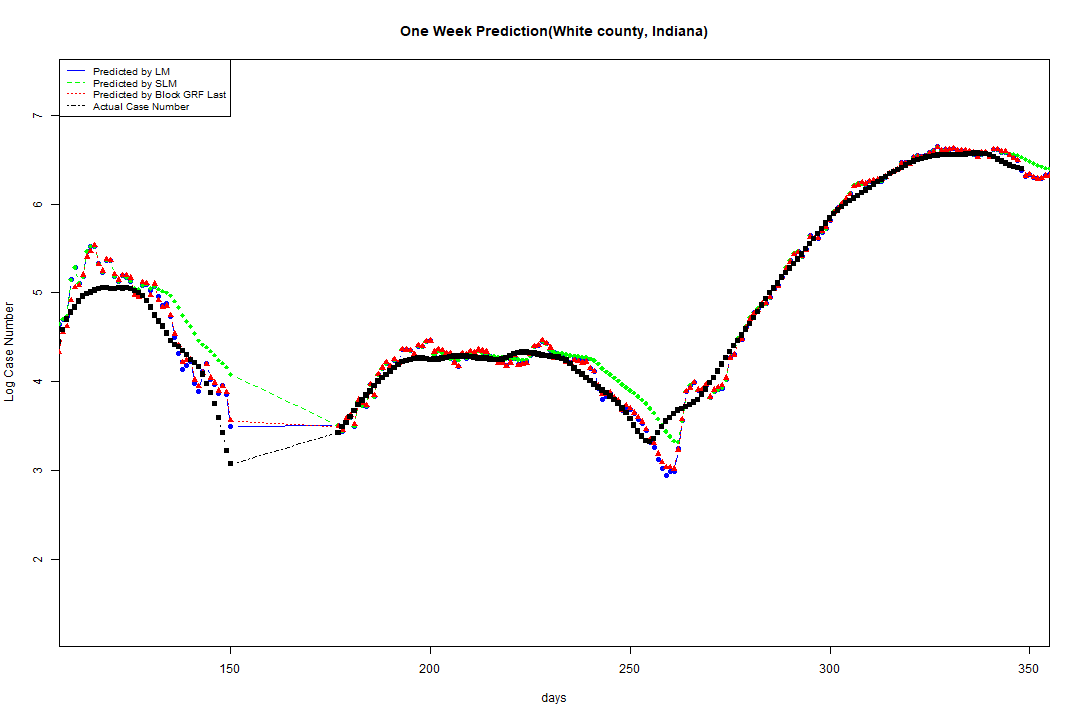 One Week Prediction(White county, Indiana)
Predicted by LM
Predicted by SLM
Predicted by Block GRF Last
Actual Case Number
7
6
5
4
3
2
Log Case Number
150 200 250 300 350
days